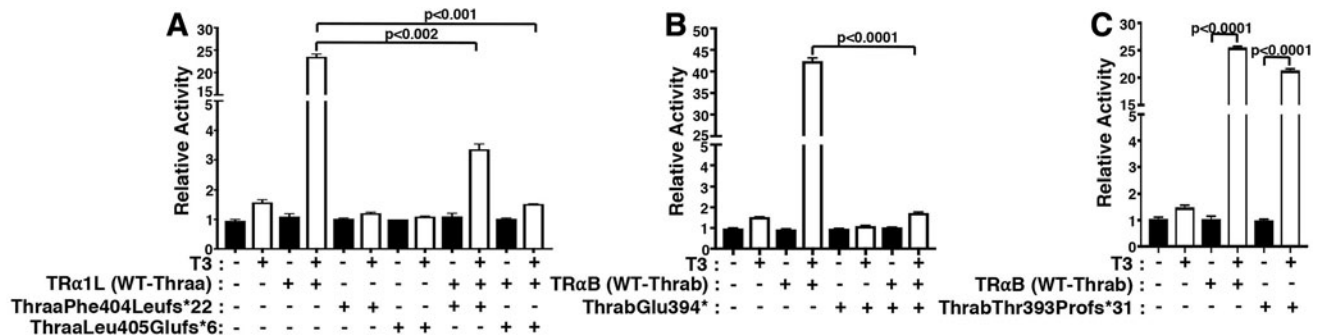 A
p<0.001
p<0.002
Relative Activity
30
25
20
15
5
4
3
2
1
0
T3 : - + - + - + - + - + - +
TRα1L (WT-Thraa) : - - + + - - - - + + + +
ThraaPhe404Leufs*22 : - - - - + + - - + + - -
ThraaLeu405Glufs*6 : - - - - - - + + - - + +
B
p<0.0001
Relative Activity
50
45
40
35
30
25
5
4
3
2
1
0
T3 : - + - + - + - +
TRαB (WT-Thrab) : - - + + - - + +
ThrabGlu394* : - - - - + + + +
C
p<0.0001
p<0.0001
Relative Activity
30
25
20
15
5
4
3
2
1
0
T3 : - + - + - +
TRαB (WT-Thrab) : - - + + - -
ThrabThr393Profs*31 : - - - - + +